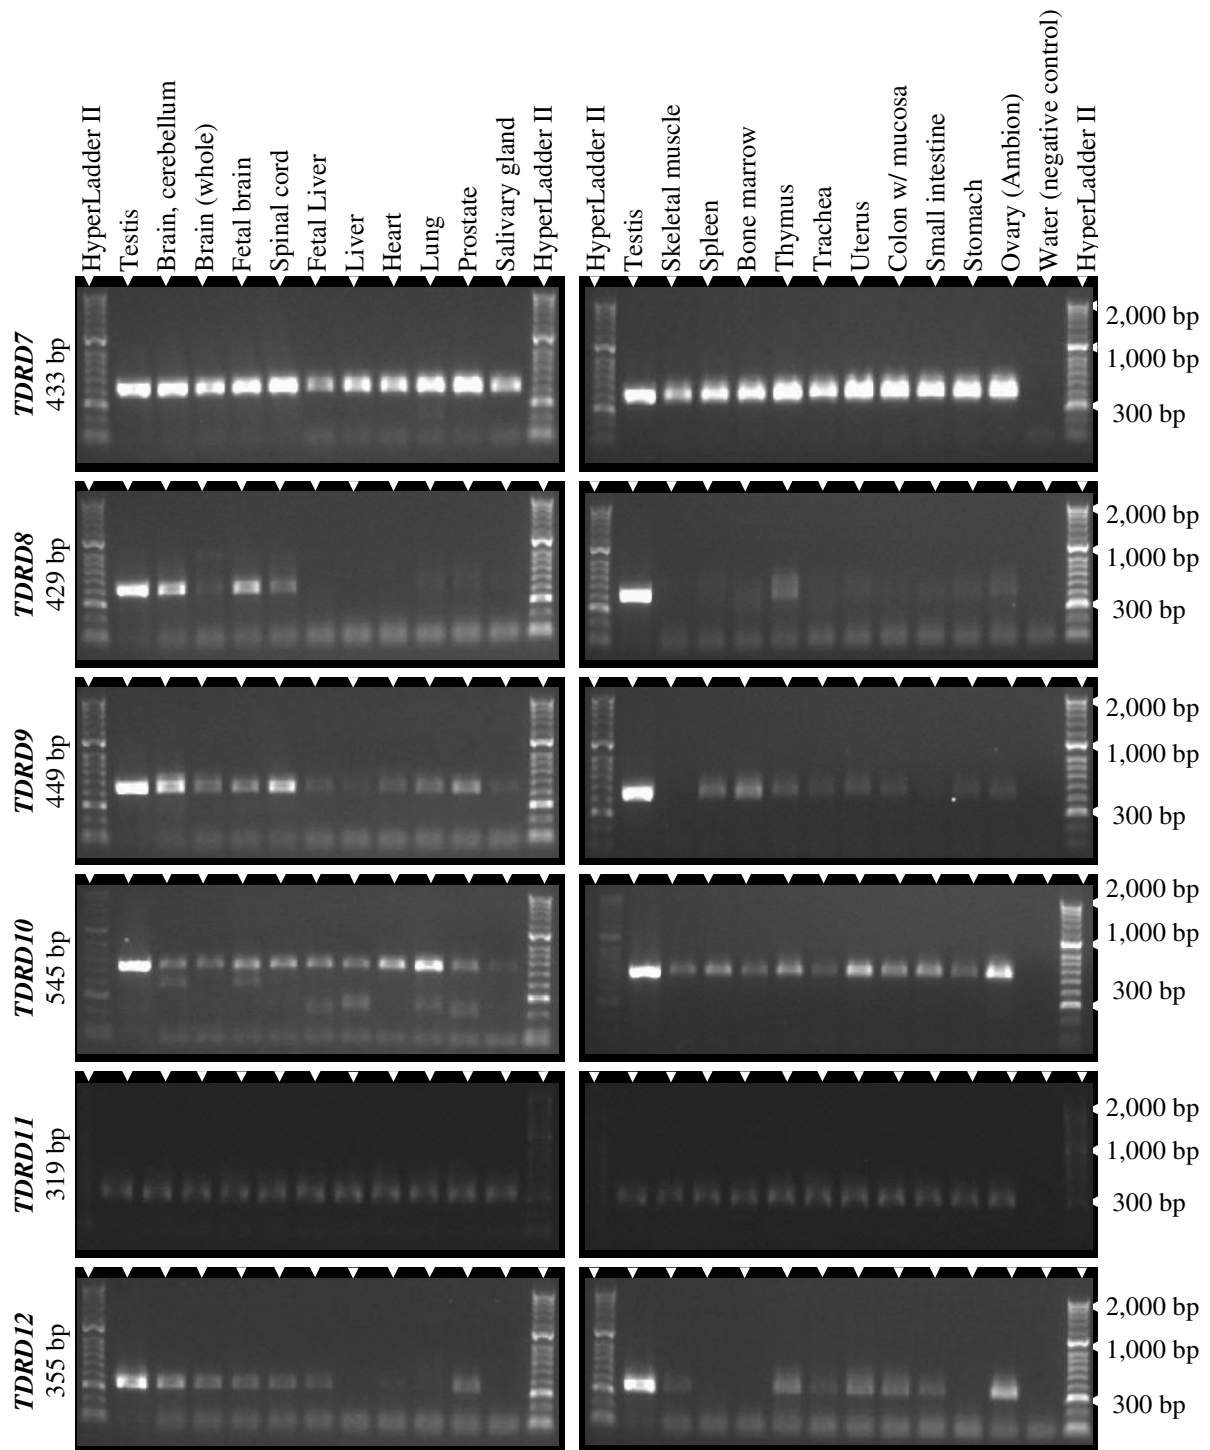 HyperLadder II
Testis
Brain, cerebellum
Brain (whole)
Fetal brain
Spinal cord
Fetal Liver
Liver
Heart
Lung
Prostate
Salivary gland
HyperLadder II
HyperLadder II
Testis
Skeletal muscle
Spleen
Bone marrow
Thymus
Trachea
Uterus
Colon w/ mucosa
Small intestine
Stomach
Ovary (Ambion)
Water (negative control)
HyperLadder II
TDRD7
433 bp
2,000 bp
1,000 bp
300 bp
TDRD8
429 bp
2,000 bp
1,000 bp
300 bp
TDRD9
449 bp
2,000 bp
1,000 bp
300 bp
TDRD10
545 bp
2,000 bp
1,000 bp
300 bp
TDRD11
319 bp
2,000 bp
1,000 bp
300 bp
TDRD12
355 bp
2,000 bp
1,000 bp
300 bp